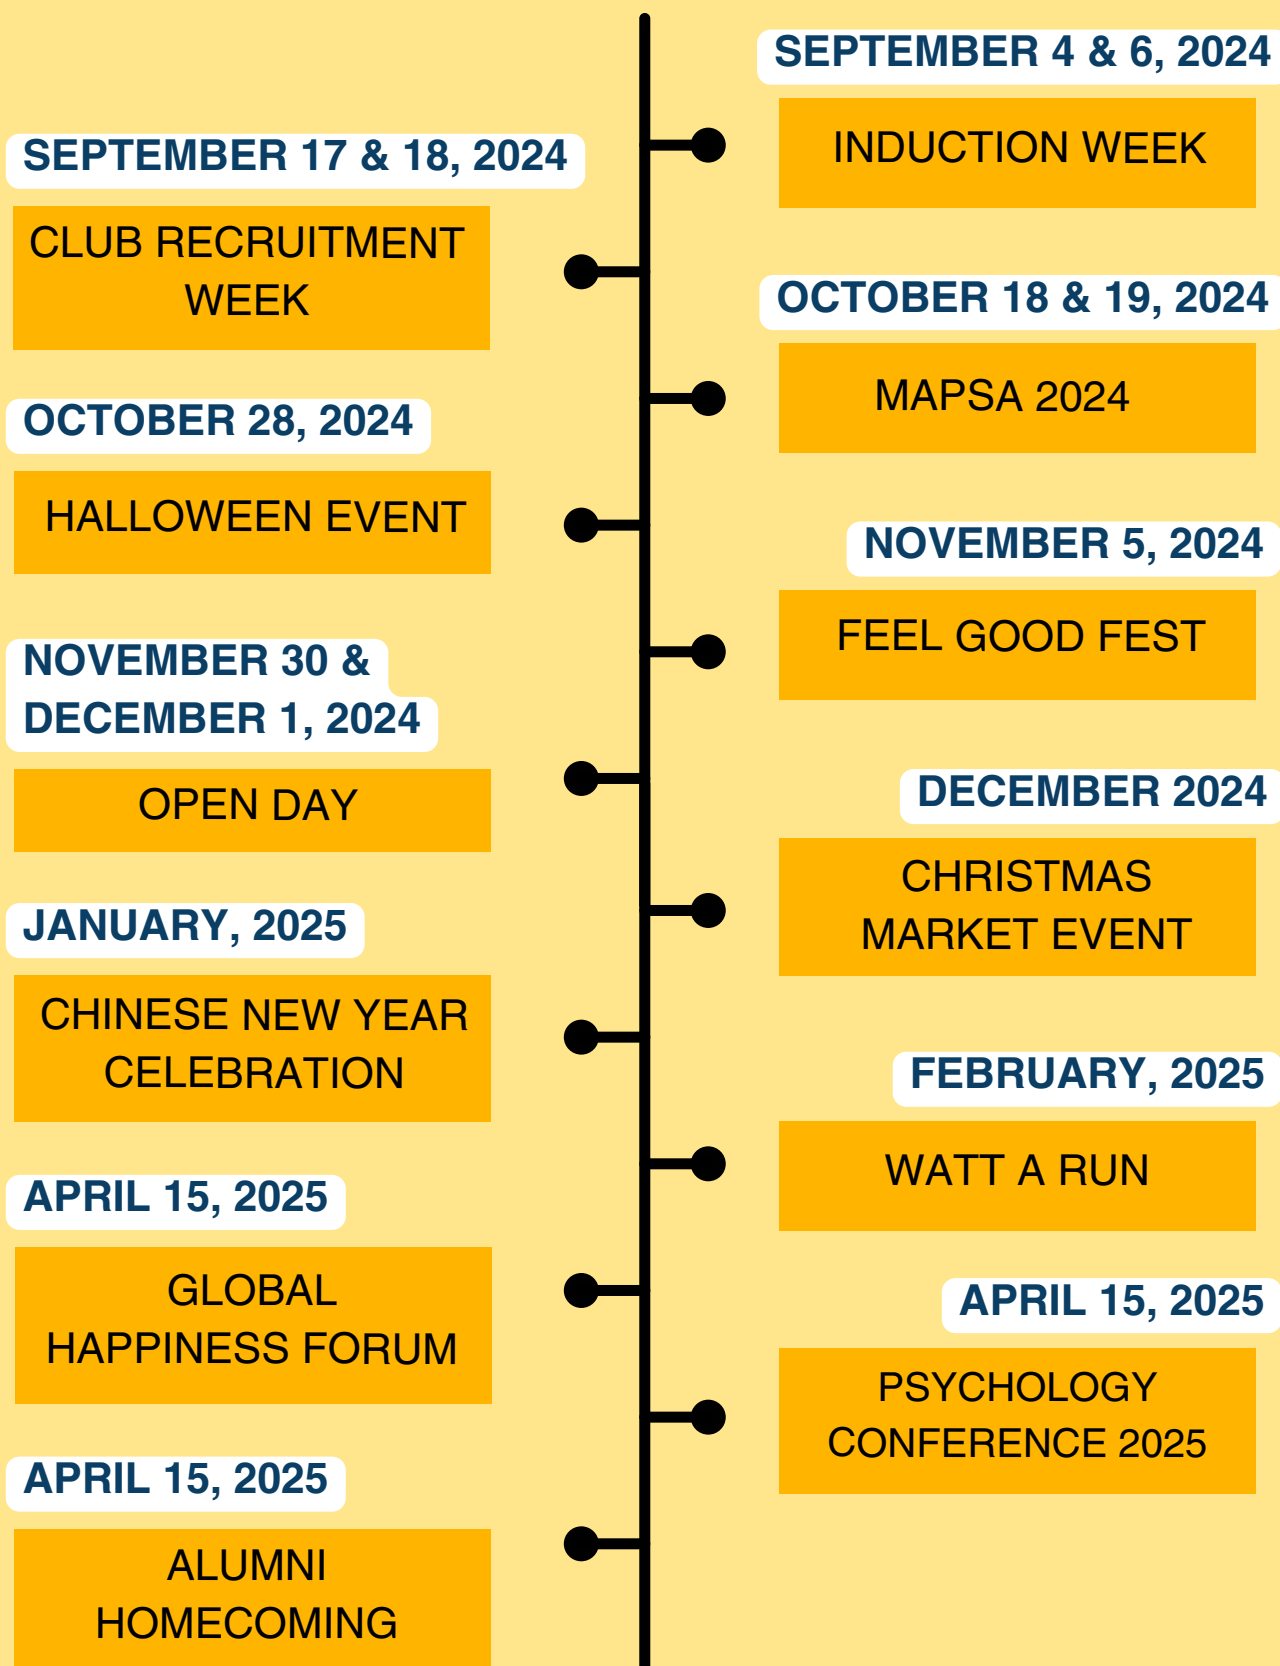 SEPTEMBER 4 & 6, 2024
INDUCTION WEEK
SEPTEMBER 17 & 18, 2024
CLUB RECRUITMENT
WEEK
OCTOBER 18 & 19, 2024
MAPSA 2024
OCTOBER 28, 2024
HALLOWEEN EVENT
NOVEMBER 5, 2024
FEEL GOOD FEST
NOVEMBER 30 &
DECEMBER 1, 2024
OPEN DAY
DECEMBER 2024
CHRISTMAS
MARKET EVENT
JANUARY, 2025
CHINESE NEW YEAR
CELEBRATION
FEBRUARY, 2025
WATT A RUN
APRIL 15, 2025
GLOBAL
HAPPINESS FORUM
APRIL 15, 2025
PSYCHOLOGY
CONFERENCE 2025
APRIL 15, 2025
ALUMNI
HOMECOMING